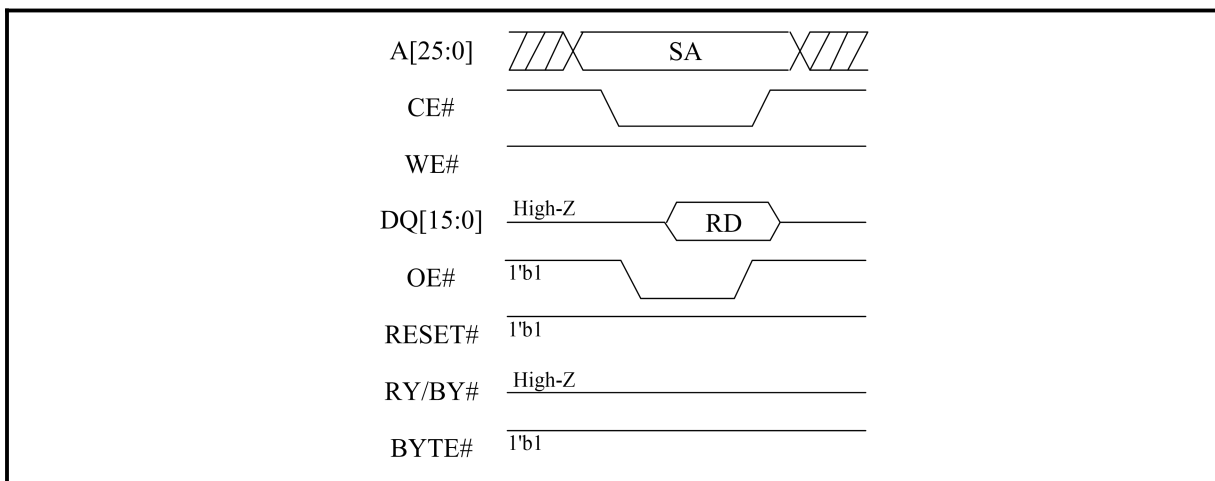 A[25:0] SA
CE#
WE#
DQ[15:0] High-Z RD
OE# 1'b1
RESET# 1'b1
RY/BY# High-Z
BYTE# 1'b1